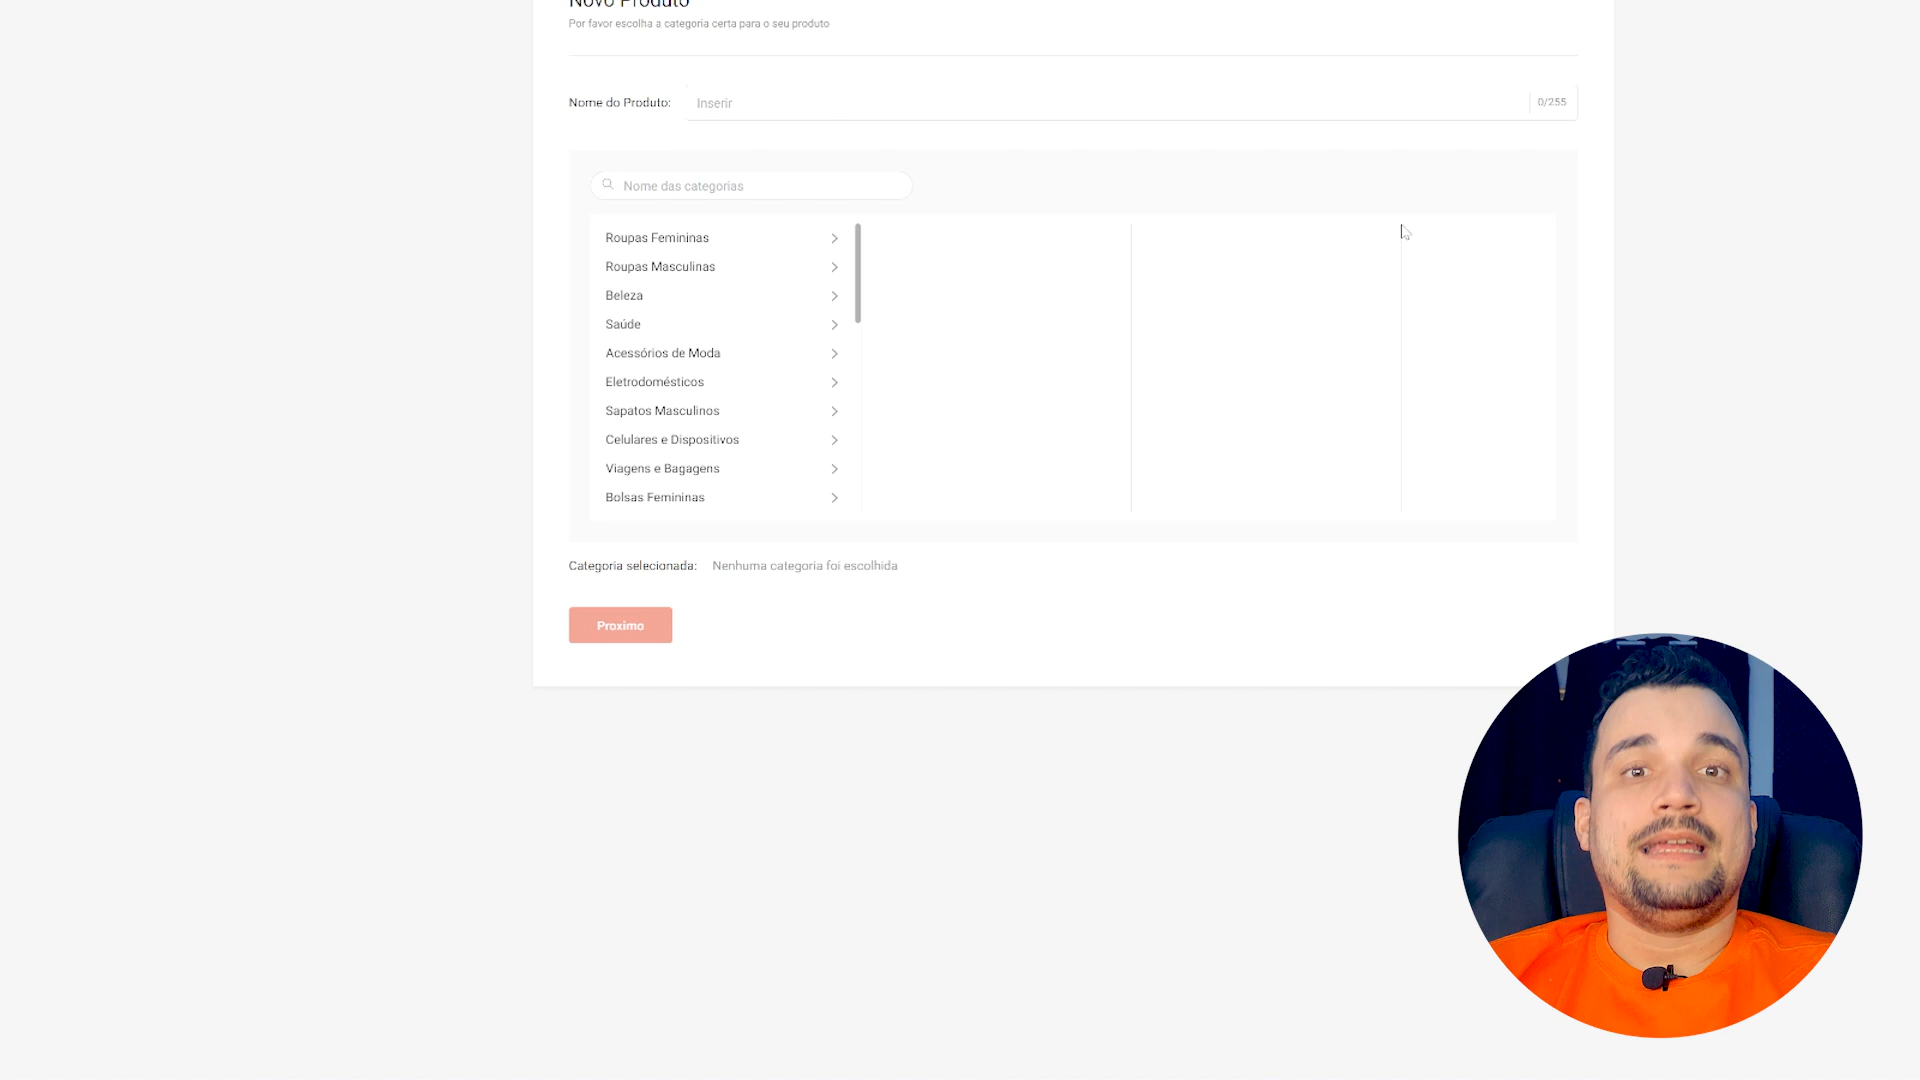 Novo Produto
Por favor escolha a categoria certa para o seu produto
Nome do Produto:
Inserir
0/255
Nome das categorias
Roupas Femininas
Roupas Masculinas
Beleza
Saúde
Acessórios de Moda
Eletrodomésticos
Sapatos Masculinos
Celulares e Dispositivos
Viagens e Bagagens
Bolsas Femininas
Categoria selecionada: Nenhuma categoria foi escolhida
Proximo